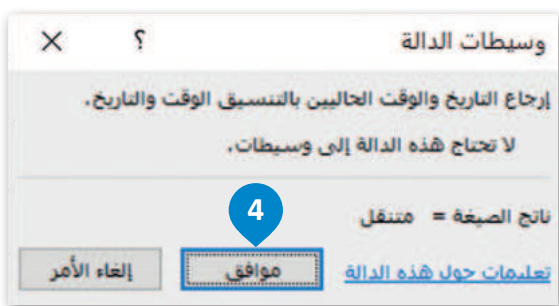 وسيطات الدالة ؟ ×
إرجاع التاريخ والوقت الحاليين بالتنسيق الوقت والتاريخ.
لا تحتاج هذه الدالة إلى وسيطات.
ناتج الصيغة = متنقل
4
تعليمات حول هذه الدالة موافق إلغاء الأمر